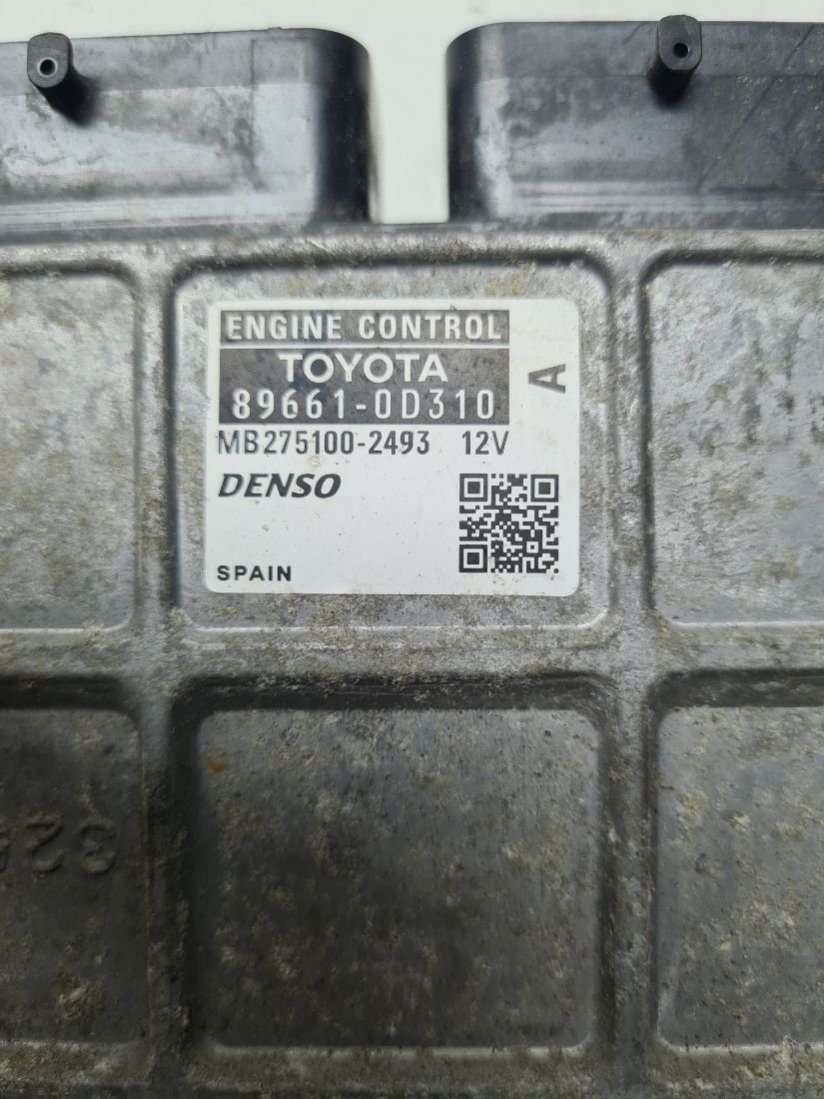 ENGINE CONTROL
TOYOTA
A
89661-0D310
MB275100-2493 12V
DENSO
SPAIN